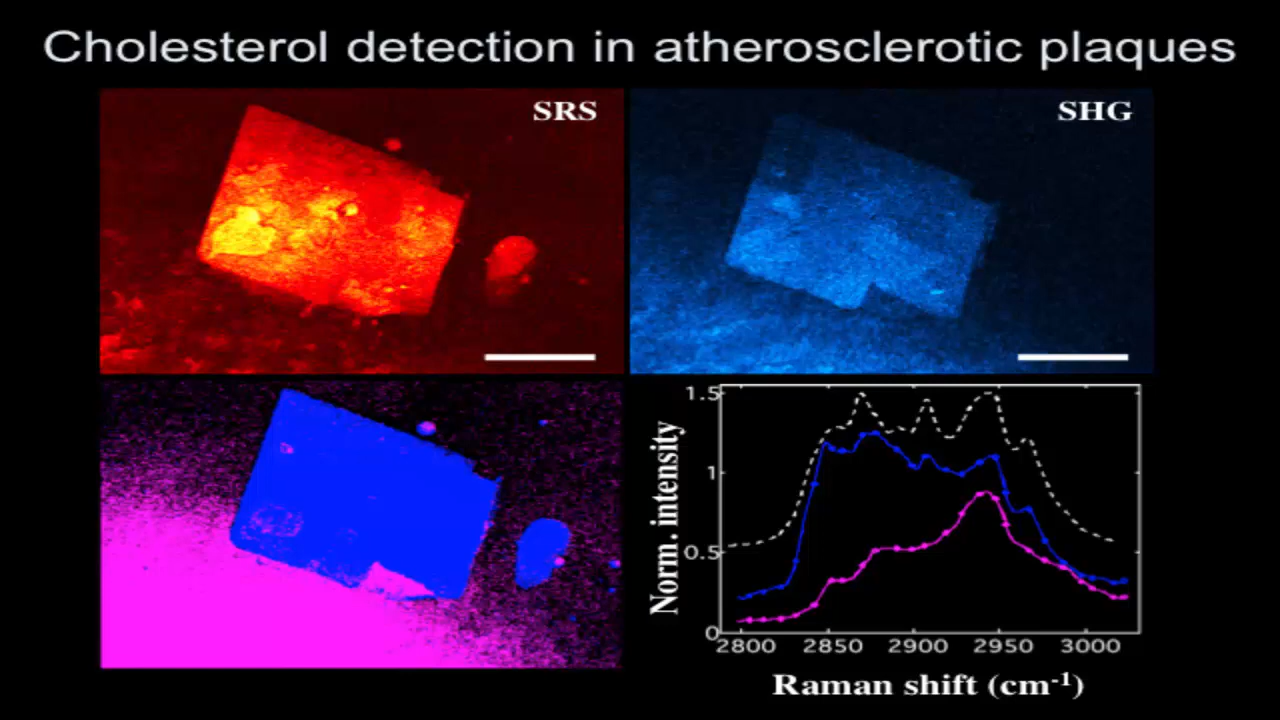 Cholesterol detection in atherosclerotic plaques
SRS
SHG
Norm. intensity
1.5
1
0.5
0
2800 2850 2900 2950 3000
Raman shift (cm⁻¹)